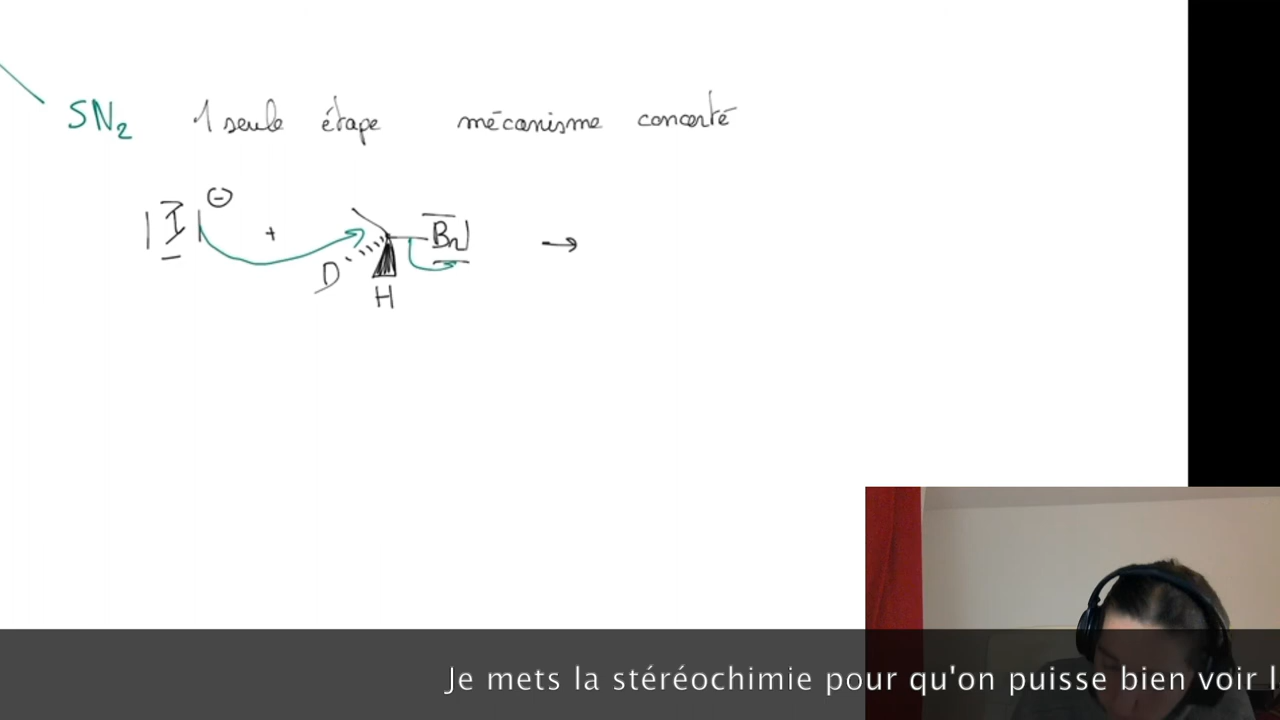 SN2 1 seule étape mécanisme concerté
|I| ⊖ + Br →
D
H
Je mets la stéréochimie pour qu'on puisse bien voir l